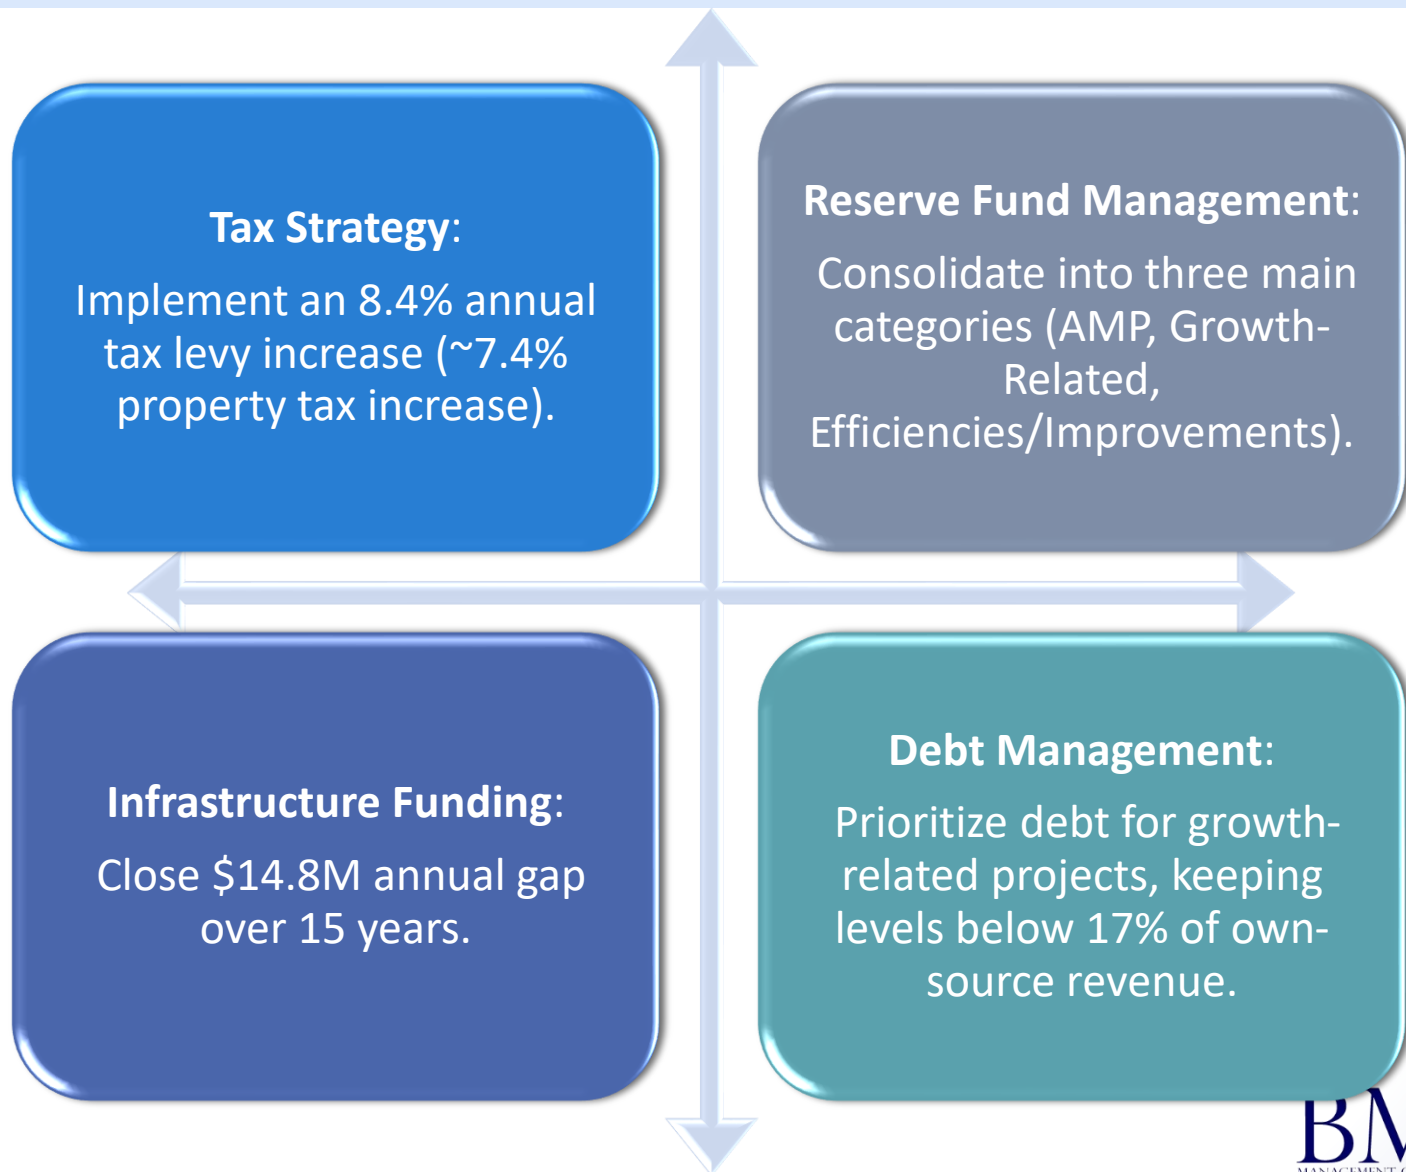 Tax Strategy:
Implement an 8.4% annual
tax levy increase (~7.4%
property tax increase).
Reserve Fund Management:
Consolidate into three main
categories (AMP, Growth-
Related,
Efficiencies/Improvements).
Infrastructure Funding:
Close $14.8M annual gap
over 15 years.
Debt Management:
Prioritize debt for growth-
related projects, keeping
levels below 17% of own-
source revenue.
BM
MANAGEMENT